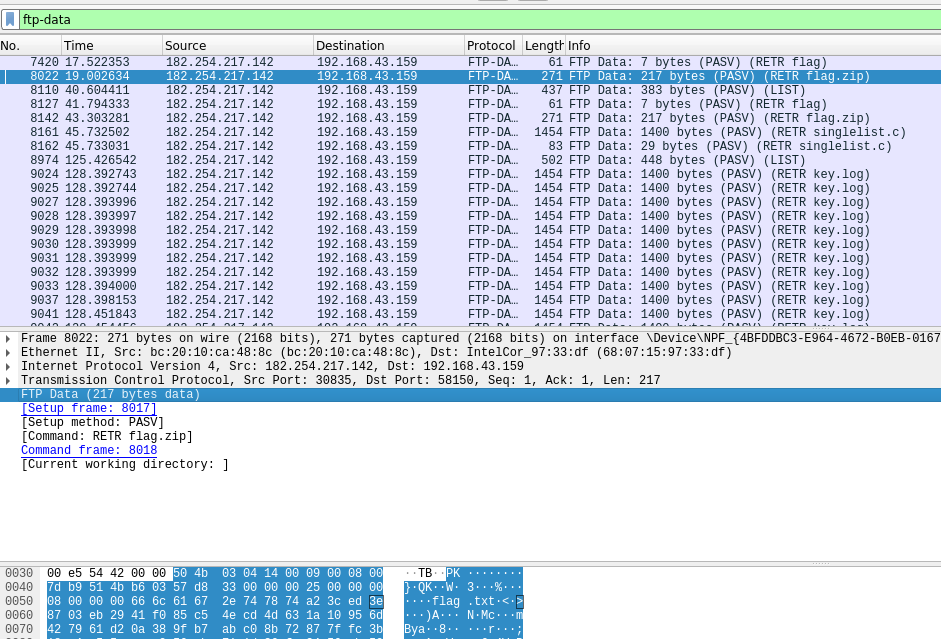 ftp-data
No. Time Source Destination Protocol Length Info
7420 17.522353 182.254.217.142 192.168.43.159 FTP-DA… 61 FTP Data: 7 bytes (PASV) (RETR flag)
8022 19.002634 182.254.217.142 192.168.43.159 FTP-DA… 271 FTP Data: 217 bytes (PASV) (RETR flag.zip)
8110 40.604411 182.254.217.142 192.168.43.159 FTP-DA… 437 FTP Data: 383 bytes (PASV) (LIST)
8127 41.794333 182.254.217.142 192.168.43.159 FTP-DA… 61 FTP Data: 7 bytes (PASV) (RETR flag)
8142 43.303281 182.254.217.142 192.168.43.159 FTP-DA… 271 FTP Data: 217 bytes (PASV) (RETR flag.zip)
8161 45.732502 182.254.217.142 192.168.43.159 FTP-DA… 1454 FTP Data: 1400 bytes (PASV) (RETR singlelist.c)
8162 45.733031 182.254.217.142 192.168.43.159 FTP-DA… 83 FTP Data: 29 bytes (PASV) (RETR singlelist.c)
8974 125.426542 182.254.217.142 192.168.43.159 FTP-DA… 502 FTP Data: 448 bytes (PASV) (LIST)
9024 128.392743 182.254.217.142 192.168.43.159 FTP-DA… 1454 FTP Data: 1400 bytes (PASV) (RETR key.log)
9025 128.392744 182.254.217.142 192.168.43.159 FTP-DA… 1454 FTP Data: 1400 bytes (PASV) (RETR key.log)
9027 128.393996 182.254.217.142 192.168.43.159 FTP-DA… 1454 FTP Data: 1400 bytes (PASV) (RETR key.log)
9028 128.393997 182.254.217.142 192.168.43.159 FTP-DA… 1454 FTP Data: 1400 bytes (PASV) (RETR key.log)
9029 128.393998 182.254.217.142 192.168.43.159 FTP-DA… 1454 FTP Data: 1400 bytes (PASV) (RETR key.log)
9030 128.393999 182.254.217.142 192.168.43.159 FTP-DA… 1454 FTP Data: 1400 bytes (PASV) (RETR key.log)
9031 128.393999 182.254.217.142 192.168.43.159 FTP-DA… 1454 FTP Data: 1400 bytes (PASV) (RETR key.log)
9032 128.393999 182.254.217.142 192.168.43.159 FTP-DA… 1454 FTP Data: 1400 bytes (PASV) (RETR key.log)
9033 128.394000 182.254.217.142 192.168.43.159 FTP-DA… 1454 FTP Data: 1400 bytes (PASV) (RETR key.log)
9037 128.398153 182.254.217.142 192.168.43.159 FTP-DA… 1454 FTP Data: 1400 bytes (PASV) (RETR key.log)
9041 128.451843 182.254.217.142 192.168.43.159 FTP-DA… 1454 FTP Data: 1400 bytes (PASV) (RETR key.log)
Frame 8022: 271 bytes on wire (2168 bits), 271 bytes captured (2168 bits) on interface \Device\NPF_{4BFDDBC3-E964-4672-B0EB-0167
Ethernet II, Src: bc:20:10:ca:48:8c (bc:20:10:ca:48:8c), Dst: IntelCor_97:33:df (68:07:15:97:33:df)
Internet Protocol Version 4, Src: 182.254.217.142, Dst: 192.168.43.159
Transmission Control Protocol, Src Port: 30835, Dst Port: 58150, Seq: 1, Ack: 1, Len: 217
FTP Data (217 bytes data)
[Setup frame: 8017]
[Setup method: PASV]
[Command: RETR flag.zip]
Command frame: 8018
[Current working directory: ]
0030 00 e5 54 42 00 00 50 4b 03 04 14 00 09 00 08 00 ··TB··PK ········
0040 7d b9 51 4b b6 03 57 d8 33 00 00 00 25 00 00 00 }·QK··W· 3···%···
0050 08 00 00 00 66 6c 61 67 2e 74 78 74 a2 3c ed 3e ····flag .txt·<·>
0060 87 03 eb 29 41 f0 85 c5 4e cd 4d 63 1a 10 95 6d ···)A··· N·Mc···m
0070 42 79 61 d2 0a 38 9f b7 ab c0 8b 72 87 7f fc 3b Bya··8·· ···r···;